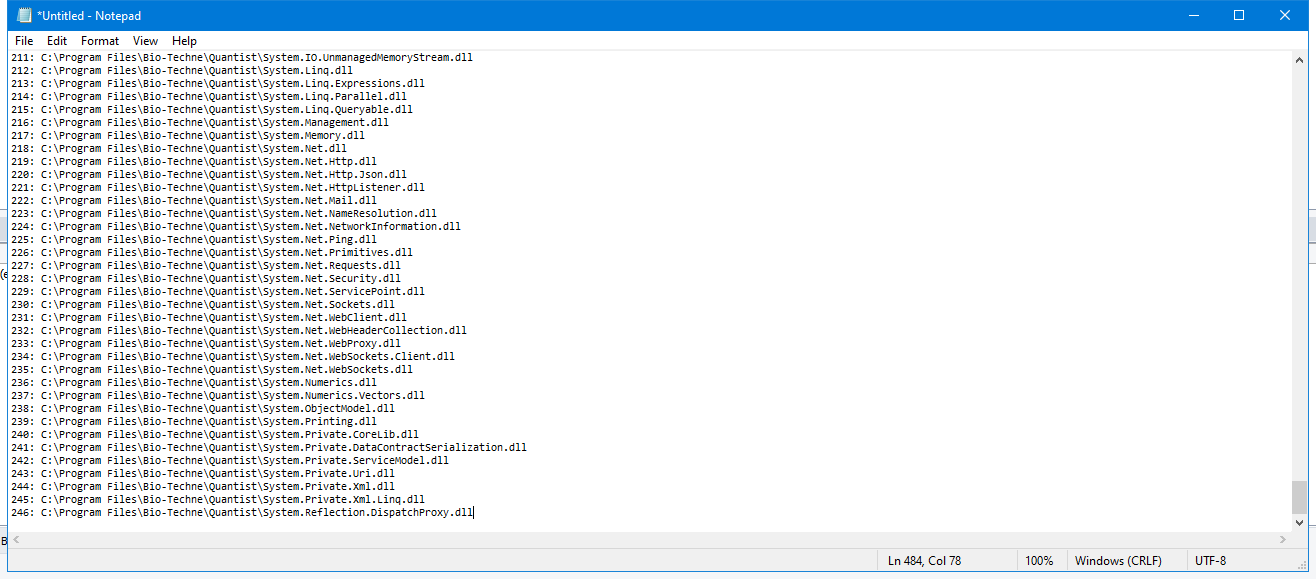 *Untitled - Notepad
File Edit Format View Help
211: C:\Program Files\Bio-Techne\Quantist\System.IO.UnmanagedMemoryStream.dll
212: C:\Program Files\Bio-Techne\Quantist\System.Linq.dll
213: C:\Program Files\Bio-Techne\Quantist\System.Linq.Expressions.dll
214: C:\Program Files\Bio-Techne\Quantist\System.Linq.Parallel.dll
215: C:\Program Files\Bio-Techne\Quantist\System.Linq.Queryable.dll
216: C:\Program Files\Bio-Techne\Quantist\System.Management.dll
217: C:\Program Files\Bio-Techne\Quantist\System.Memory.dll
218: C:\Program Files\Bio-Techne\Quantist\System.Net.dll
219: C:\Program Files\Bio-Techne\Quantist\System.Net.Http.dll
220: C:\Program Files\Bio-Techne\Quantist\System.Net.Http.Json.dll
221: C:\Program Files\Bio-Techne\Quantist\System.Net.HttpListener.dll
222: C:\Program Files\Bio-Techne\Quantist\System.Net.Mail.dll
223: C:\Program Files\Bio-Techne\Quantist\System.Net.NameResolution.dll
224: C:\Program Files\Bio-Techne\Quantist\System.Net.NetworkInformation.dll
225: C:\Program Files\Bio-Techne\Quantist\System.Net.Ping.dll
226: C:\Program Files\Bio-Techne\Quantist\System.Net.Primitives.dll
227: C:\Program Files\Bio-Techne\Quantist\System.Net.Requests.dll
228: C:\Program Files\Bio-Techne\Quantist\System.Net.Security.dll
229: C:\Program Files\Bio-Techne\Quantist\System.Net.ServicePoint.dll
230: C:\Program Files\Bio-Techne\Quantist\System.Net.Sockets.dll
231: C:\Program Files\Bio-Techne\Quantist\System.Net.WebClient.dll
232: C:\Program Files\Bio-Techne\Quantist\System.Net.WebHeaderCollection.dll
233: C:\Program Files\Bio-Techne\Quantist\System.Net.WebProxy.dll
234: C:\Program Files\Bio-Techne\Quantist\System.Net.WebSockets.Client.dll
235: C:\Program Files\Bio-Techne\Quantist\System.Net.WebSockets.dll
236: C:\Program Files\Bio-Techne\Quantist\System.Numerics.dll
237: C:\Program Files\Bio-Techne\Quantist\System.Numerics.Vectors.dll
238: C:\Program Files\Bio-Techne\Quantist\System.ObjectModel.dll
239: C:\Program Files\Bio-Techne\Quantist\System.Printing.dll
240: C:\Program Files\Bio-Techne\Quantist\System.Private.CoreLib.dll
241: C:\Program Files\Bio-Techne\Quantist\System.Private.DataContractSerialization.dll
242: C:\Program Files\Bio-Techne\Quantist\System.Private.ServiceModel.dll
243: C:\Program Files\Bio-Techne\Quantist\System.Private.Uri.dll
244: C:\Program Files\Bio-Techne\Quantist\System.Private.Xml.dll
245: C:\Program Files\Bio-Techne\Quantist\System.Private.Xml.Linq.dll
246: C:\Program Files\Bio-Techne\Quantist\System.Reflection.DispatchProxy.dll
Ln 484, Col 78 100% Windows (CRLF) UTF-8